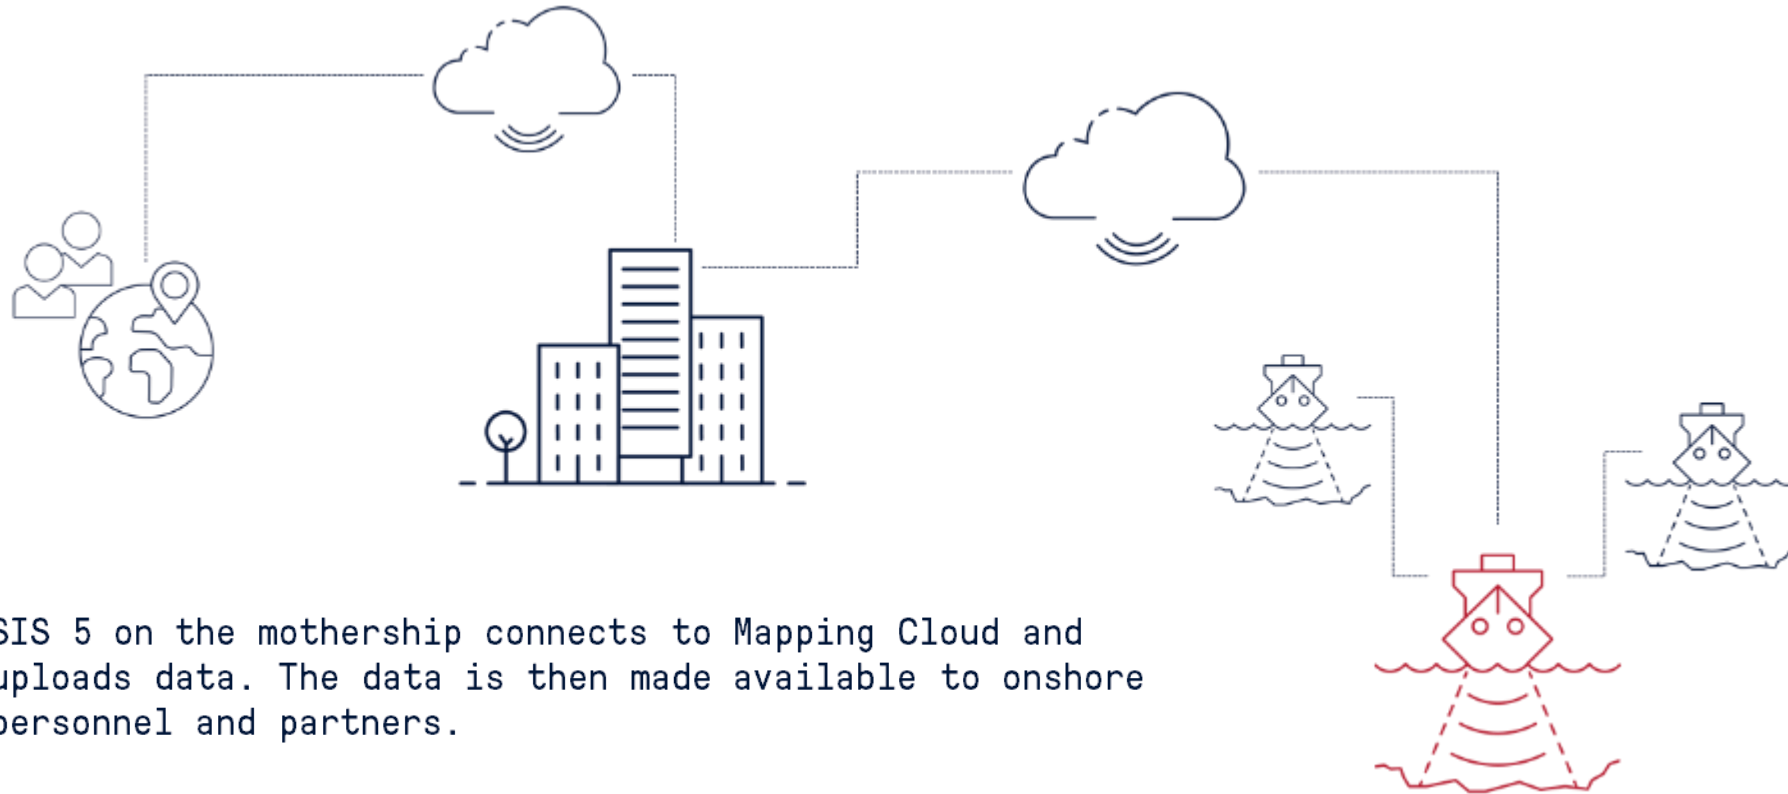 SIS 5 on the mothership connects to Mapping Cloud and
uploads data. The data is then made available to onshore
personnel and partners.